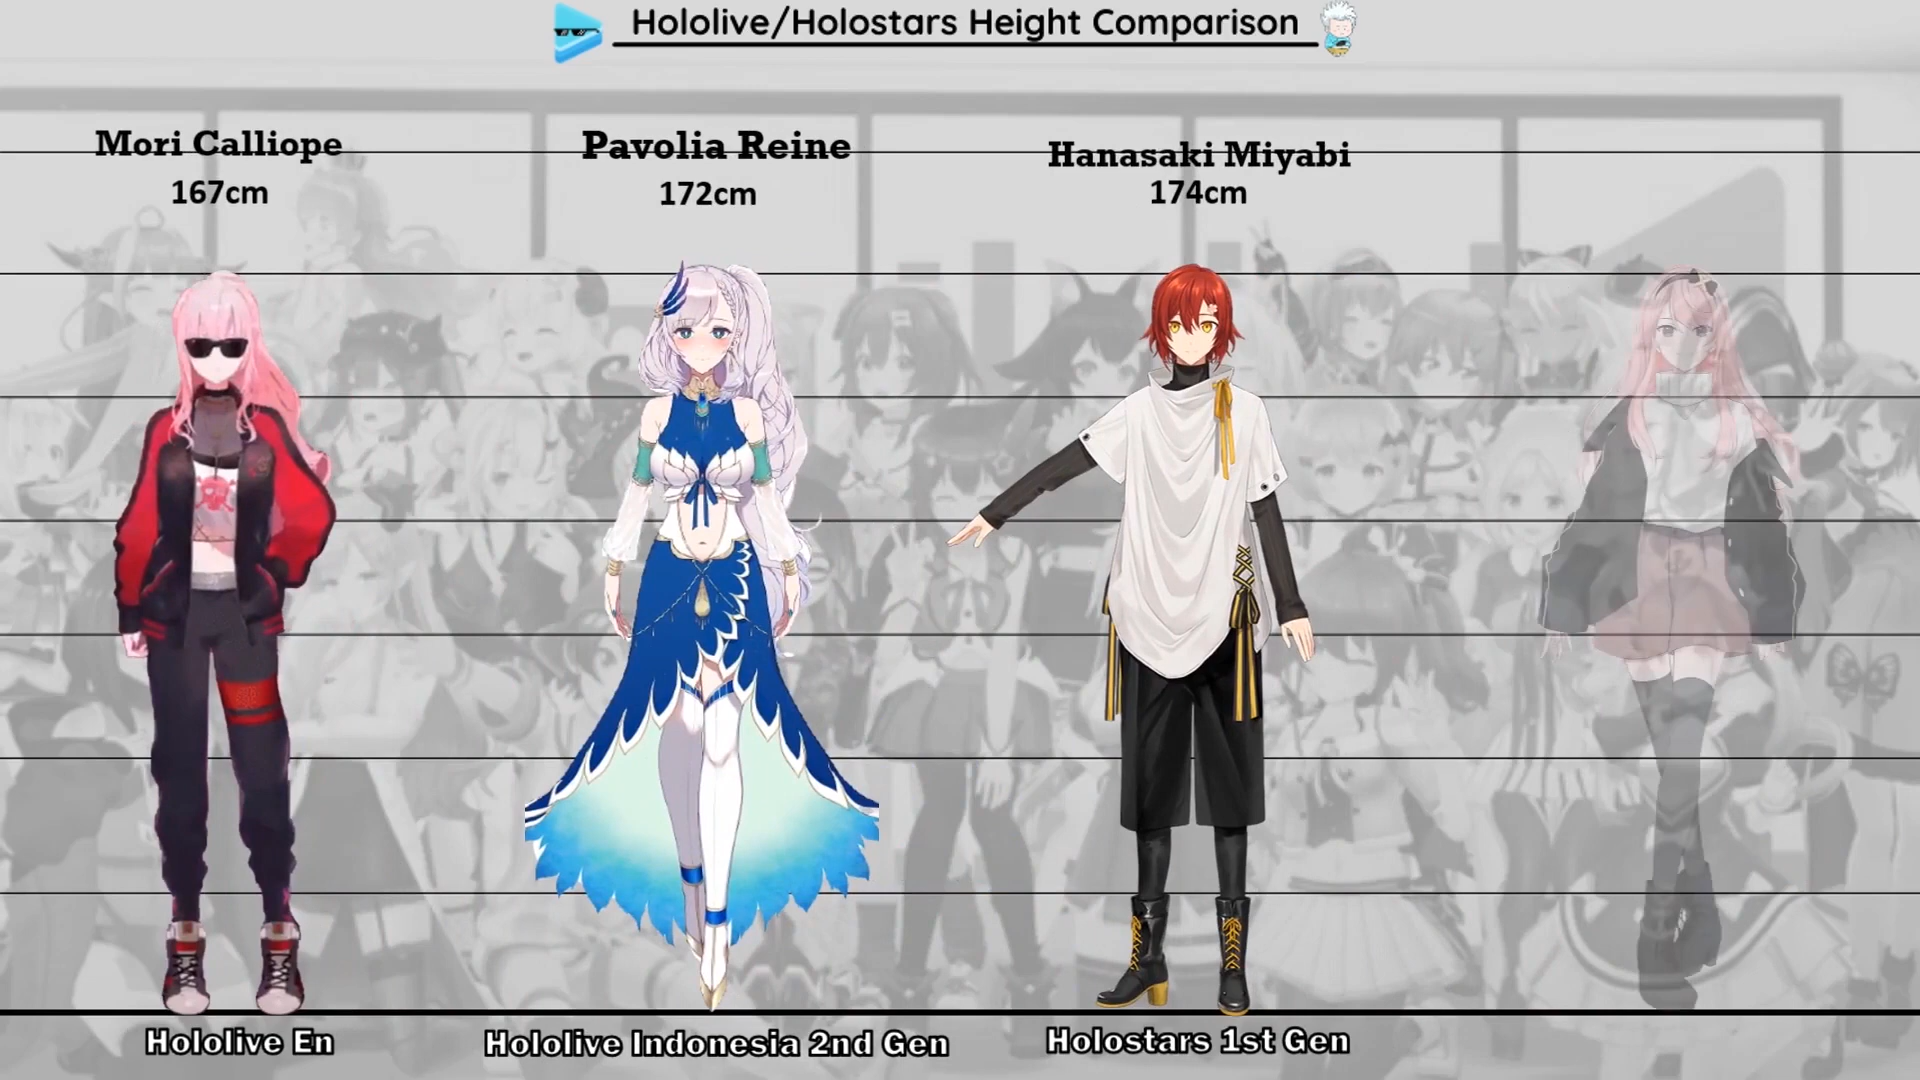 Hololive/Holostars Height Comparison
Mori Calliope
167cm
Pavolia Reine
172cm
Hanasaki Miyabi
174cm
Hololive En
Hololive Indonesia 2nd Gen
Holostars 1st Gen